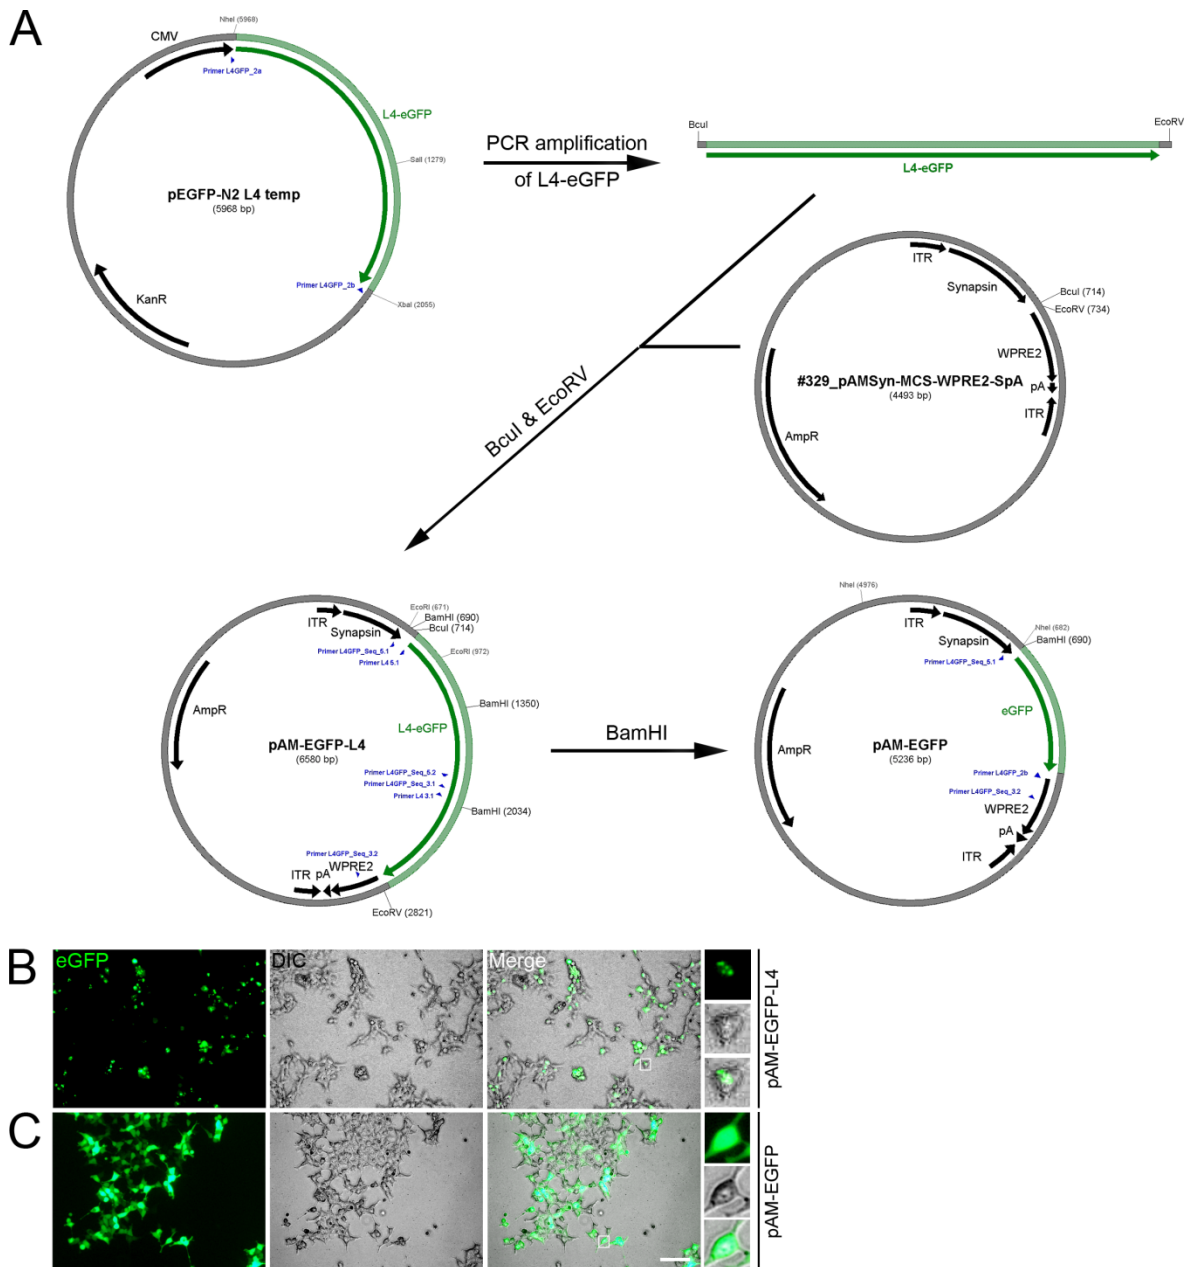 A
NheI (5968)
CMV
Primer L4GFP_2a
L4-eGFP
SalI (1279)
pEGFP-N2 L4 temp
(5968 bp)
Primer L4GFP_2b
XbaI (2055)
KanR
PCR amplification
of L4-eGFP
BcuI
EcoRV
L4-eGFP
ITR
Synapsin
BcuI (714)
EcoRV (734)
WPRE2
#329_pAMSyn-MCS-WPRE2-SpA
(4493 bp)
pA
ITR
AmpR
BcuI & EcoRV
EcoRI (671)
BamHI (690)
BcuI (714)
ITR
Synapsin
Primer L4GFP_Seq_5.1
Primer L4 5.1
EcoRI (972)
BamHI (1350)
AmpR
L4-eGFP
pAM-EGFP-L4
(6580 bp)
Primer L4GFP_Seq_5.2
Primer L4GFP_Seq_3.1
Primer L4 3.1
BamHI (2034)
Primer L4GFP_Seq_3.2
ITR
pA
WPRE2
EcoRV (2821)
BamHI
NheI (4976)
ITR
Synapsin
NheI (682)
BamHI (690)
Primer L4GFP_Seq_5.1
eGFP
AmpR
pAM-EGFP
(5236 bp)
Primer L4GFP_2b
Primer L4GFP_Seq_3.2
WPRE2
pA
ITR
B
eGFP
DIC
Merge
pAM-EGFP-L4
C
pAM-EGFP